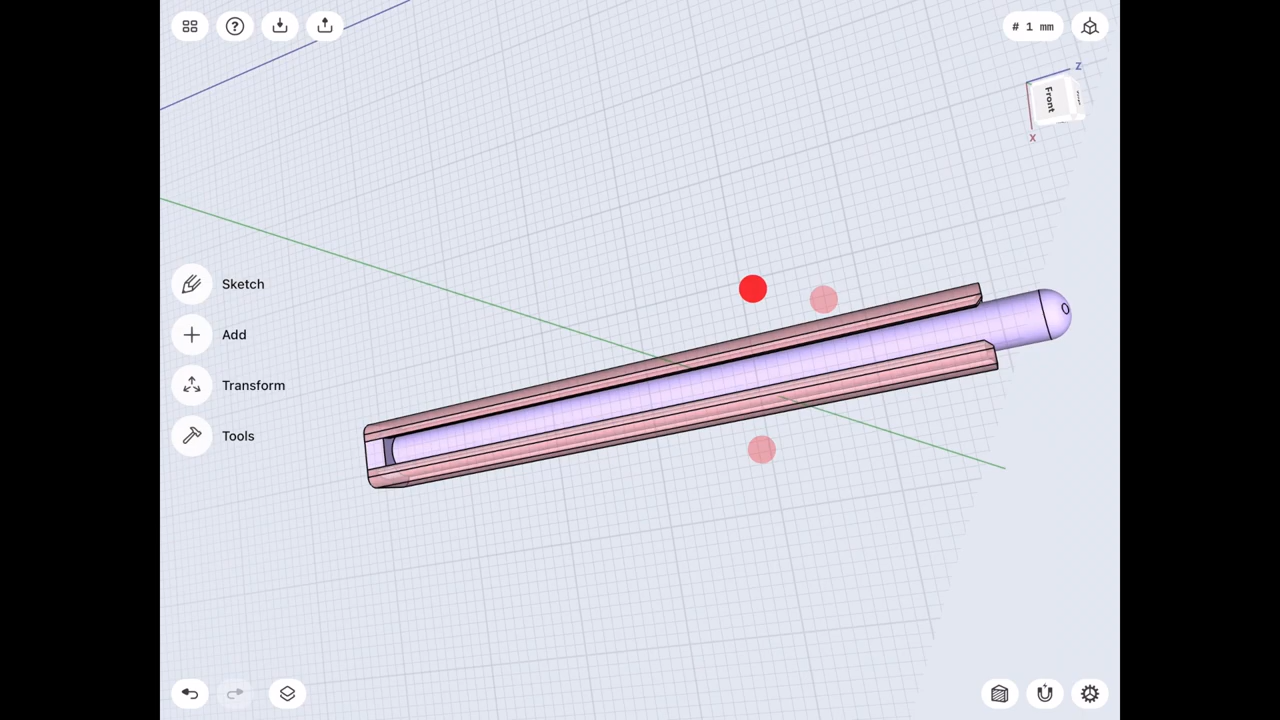 # 1 mm
Z
Front
X
Sketch
Add
Transform
Tools